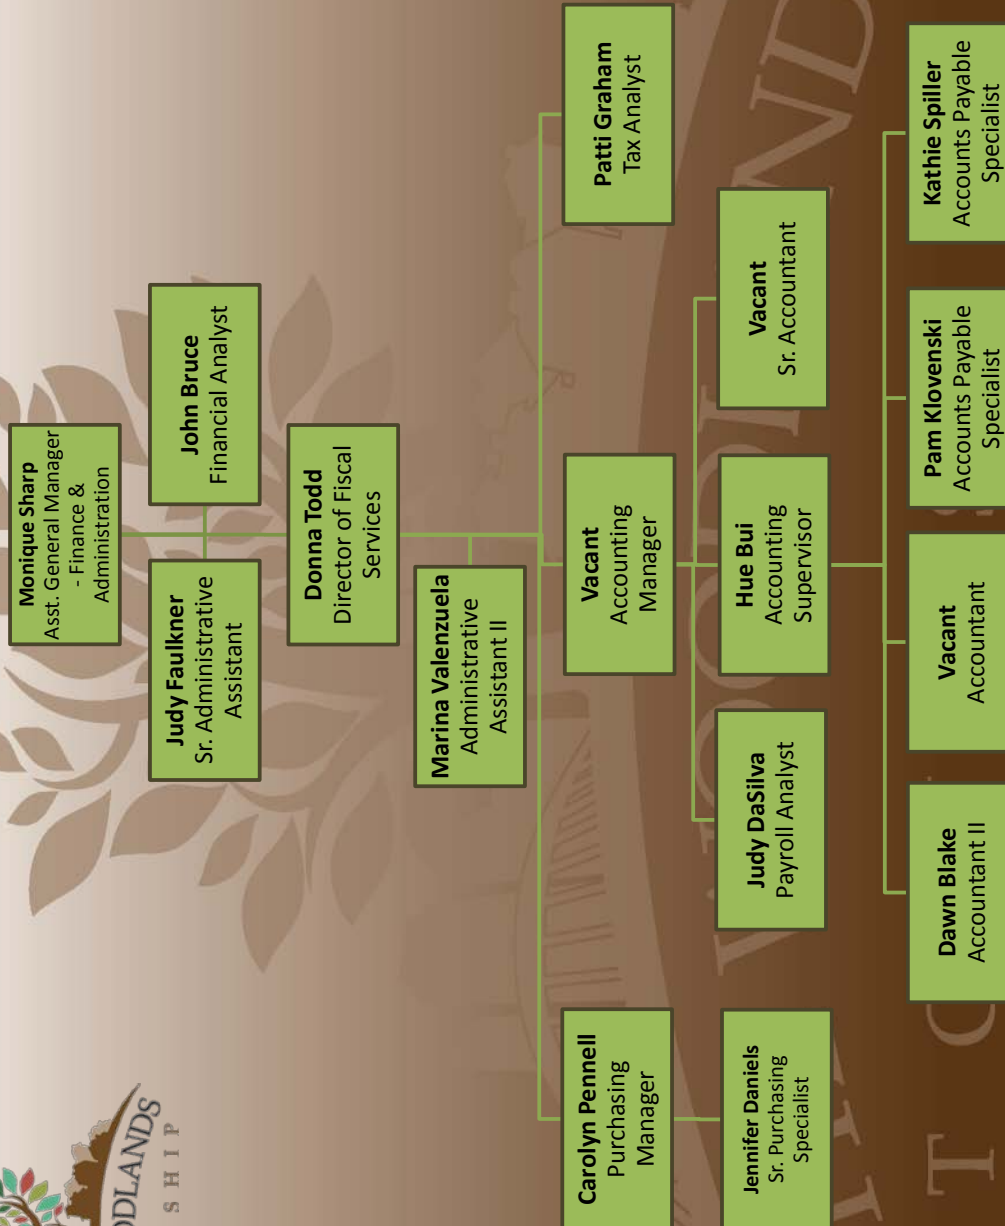 ODLANDS
S H I P
Monique Sharp
Asst. General Manager
- Finance &
Administration
Judy Faulkner
Sr. Administrative
Assistant
John Bruce
Financial Analyst
Donna Todd
Director of Fiscal
Services
Marina Valenzuela
Administrative
Assistant II
Carolyn Pennell
Purchasing
Manager
Vacant
Accounting
Manager
Patti Graham
Tax Analyst
Jennifer Daniels
Sr. Purchasing
Specialist
Judy DaSilva
Payroll Analyst
Hue Bui
Accounting
Supervisor
Vacant
Sr. Accountant
Dawn Blake
Accountant II
Vacant
Accountant
Pam Klovenski
Accounts Payable
Specialist
Kathie Spiller
Accounts Payable
Specialist